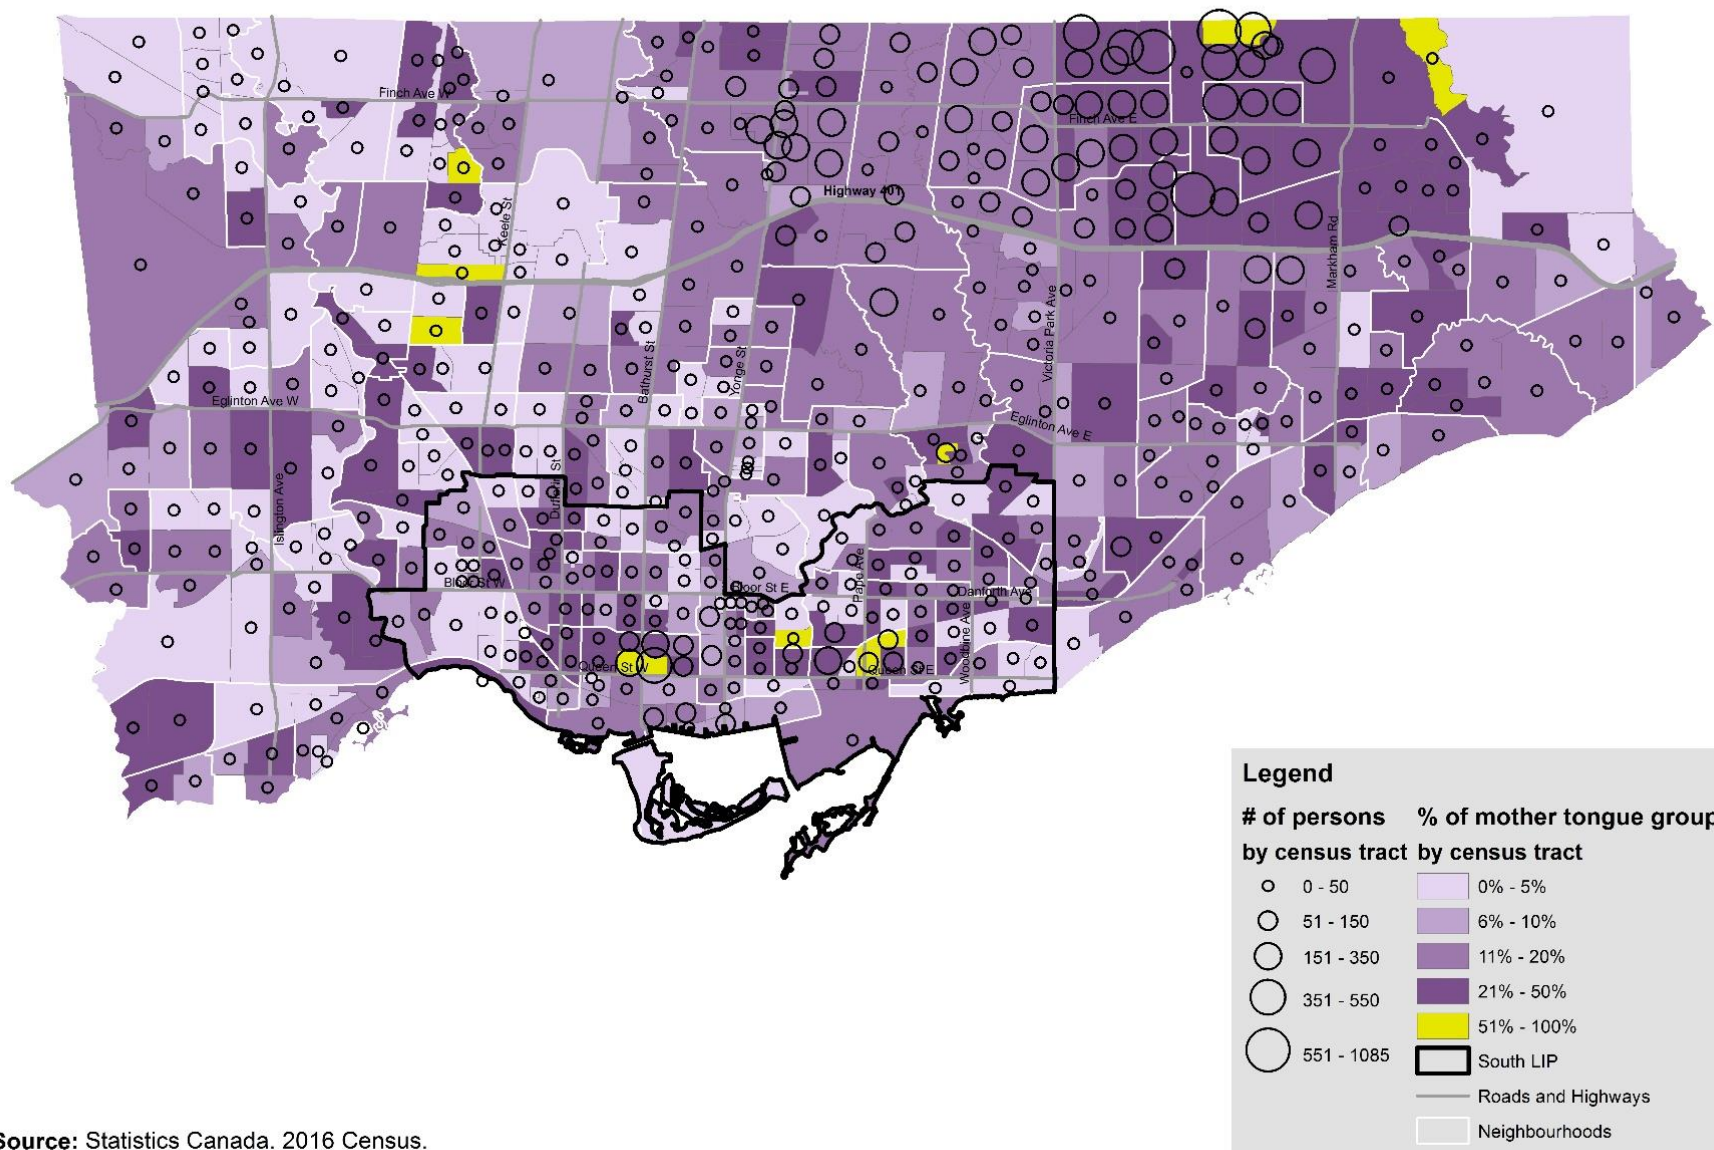 Finch Ave W
Finch Ave E
Highway 401
Keele St
Markham Rd
Victoria Park Ave
Bathurst St
Yonge St
Eglinton Ave W
Eglinton Ave E
Dufferin St
Islington Ave
Pape Ave
Bloor St W
Bloor St E
Danforth Ave
Woodbine Ave
Queen St W
Queen St E
Legend
# of persons
by census tract
0 - 50
51 - 150
151 - 350
351 - 550
551 - 1085
% of mother tongue group
by census tract
0% - 5%
6% - 10%
11% - 20%
21% - 50%
51% - 100%
South LIP
Roads and Highways
Neighbourhoods
Source: Statistics Canada. 2016 Census.